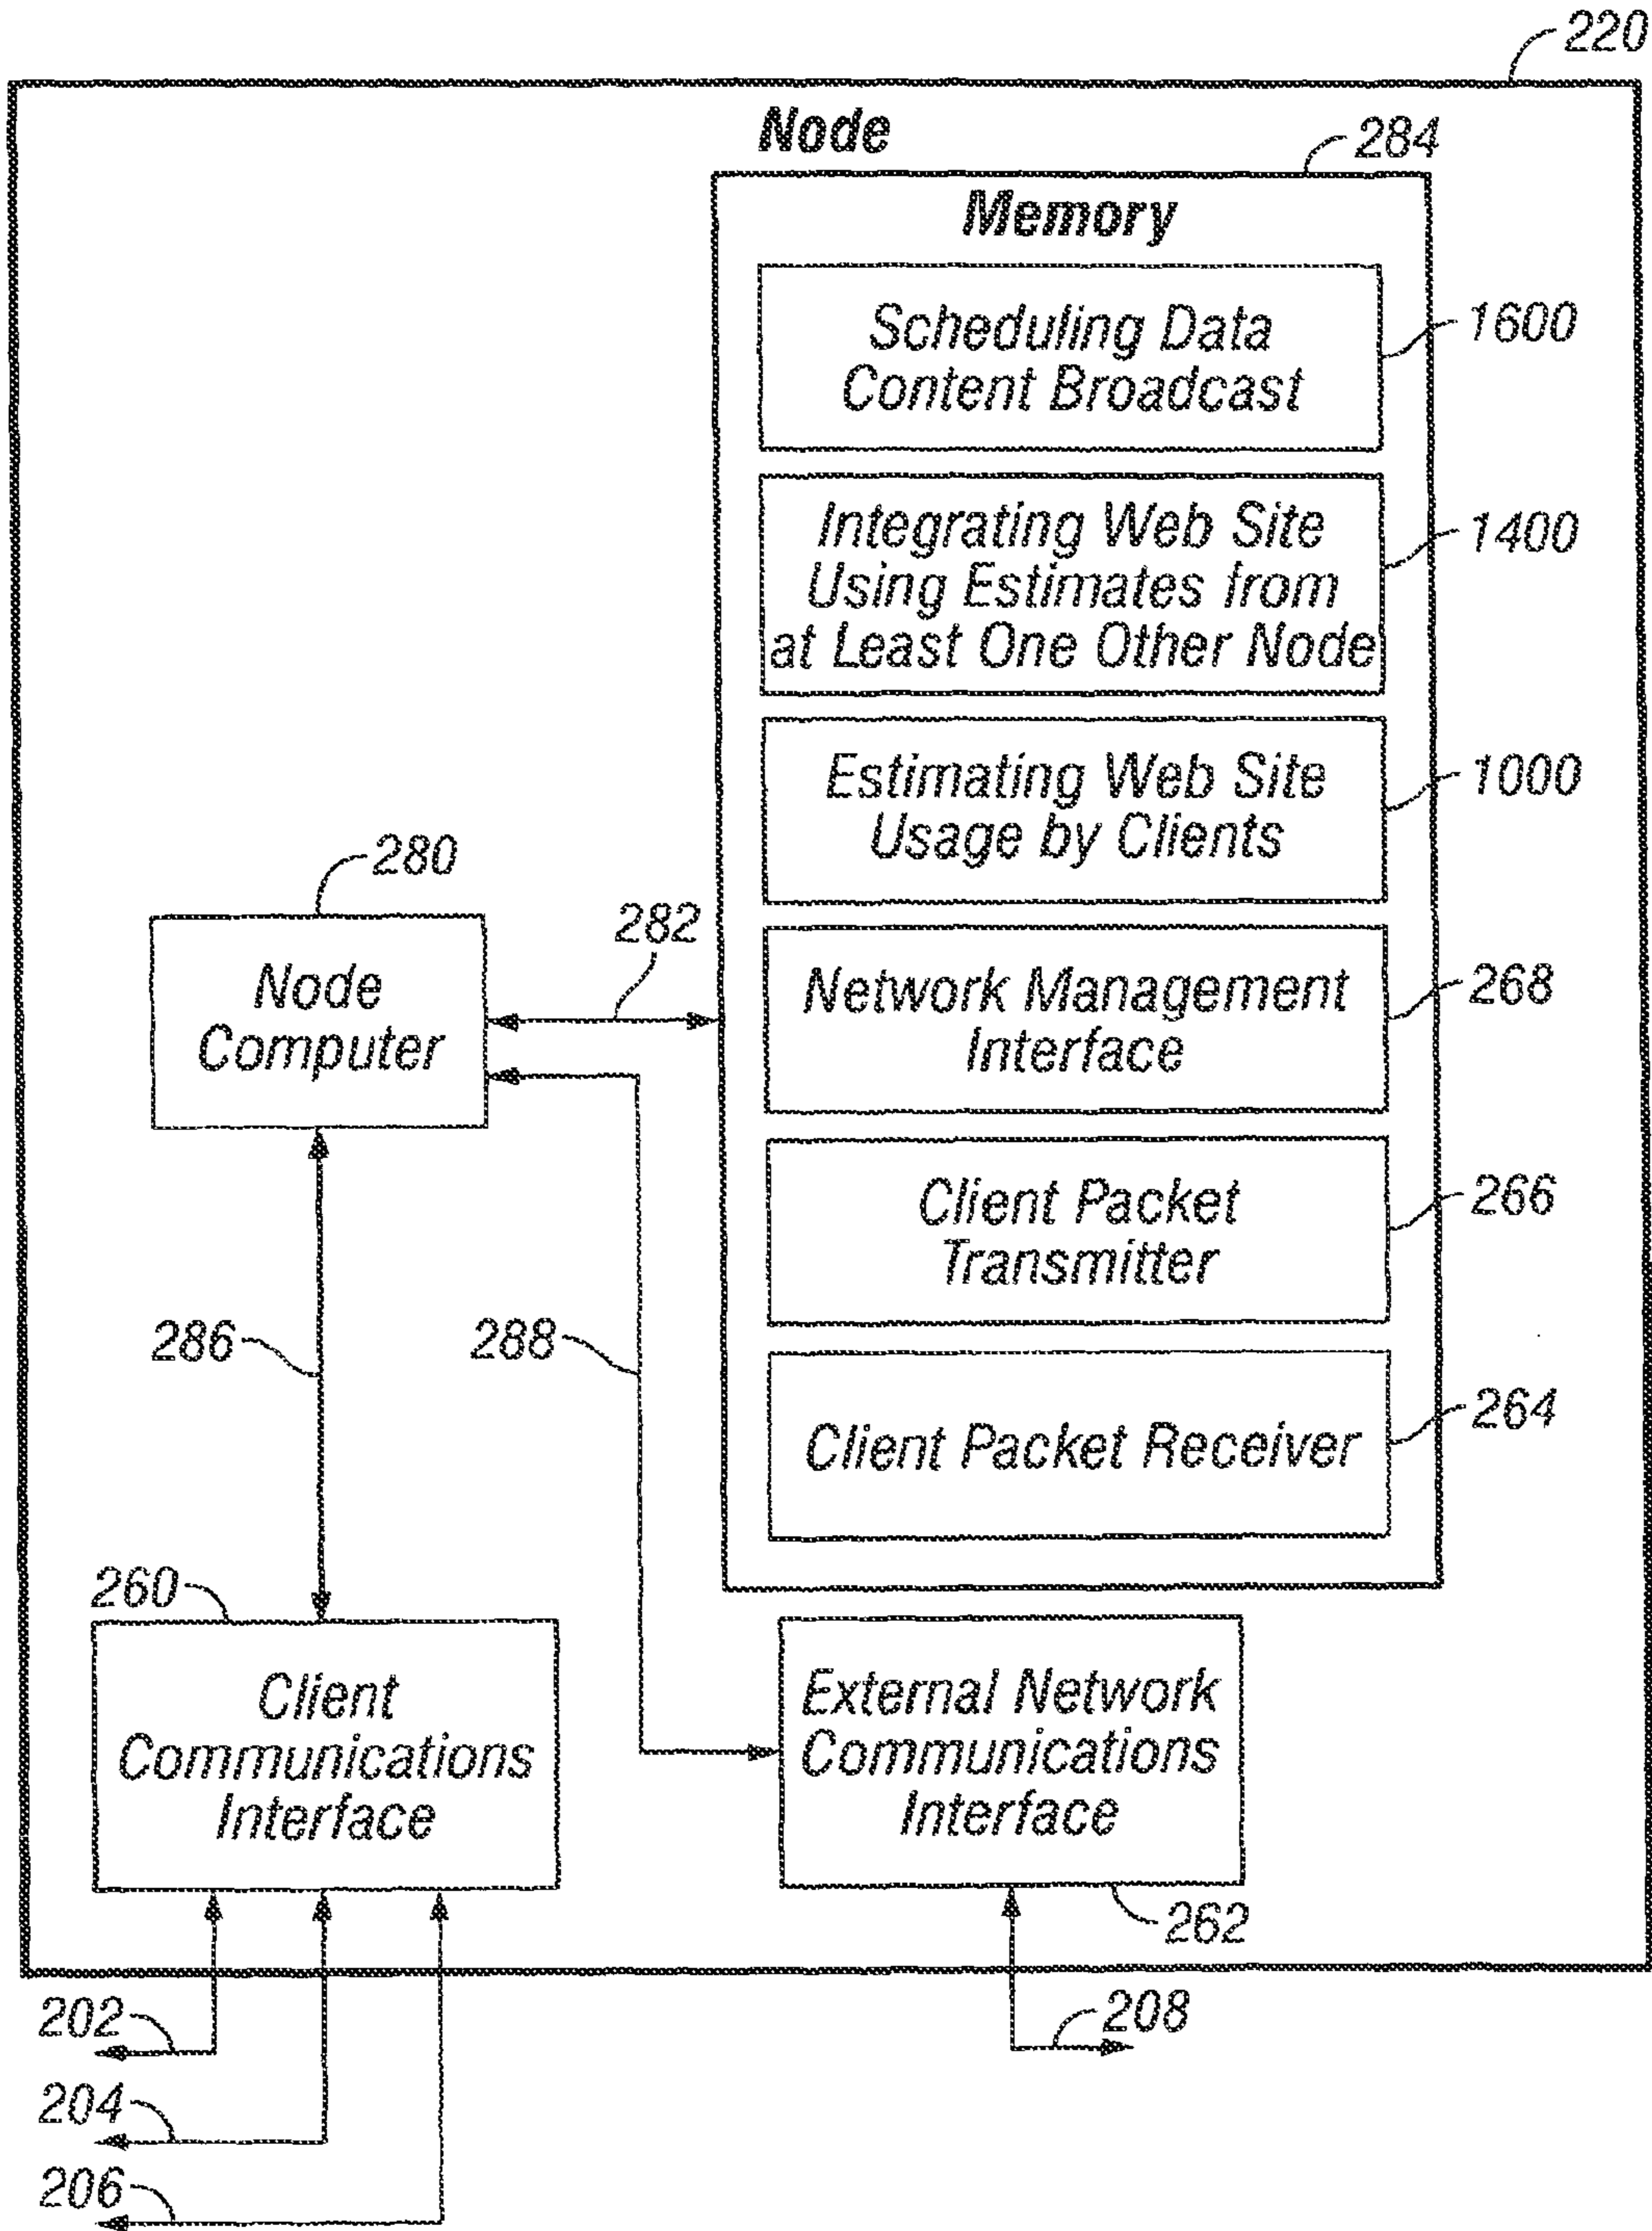 220
Node
284
Memory
Scheduling Data
Content Broadcast
1600
Integrating Web Site
Using Estimates from
at Least One Other Node
1400
Estimating Web Site
Usage by Clients
1000
280
Node
Computer
282
Network Management
Interface
268
Client Packet
Transmitter
266
286
288
Client Packet Receiver
264
260
Client
Communications
Interface
External Network
Communications
Interface
262
202
208
204
206